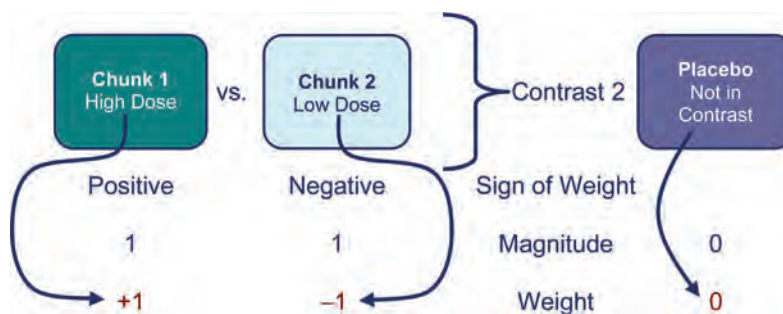 Chunk 1
High Dose
vs.
Chunk 2
Low Dose
Contrast 2
Placebo
Not in
Contrast
Positive
Negative
Sign of Weight
1
1
Magnitude
0
+1
–1
Weight
0